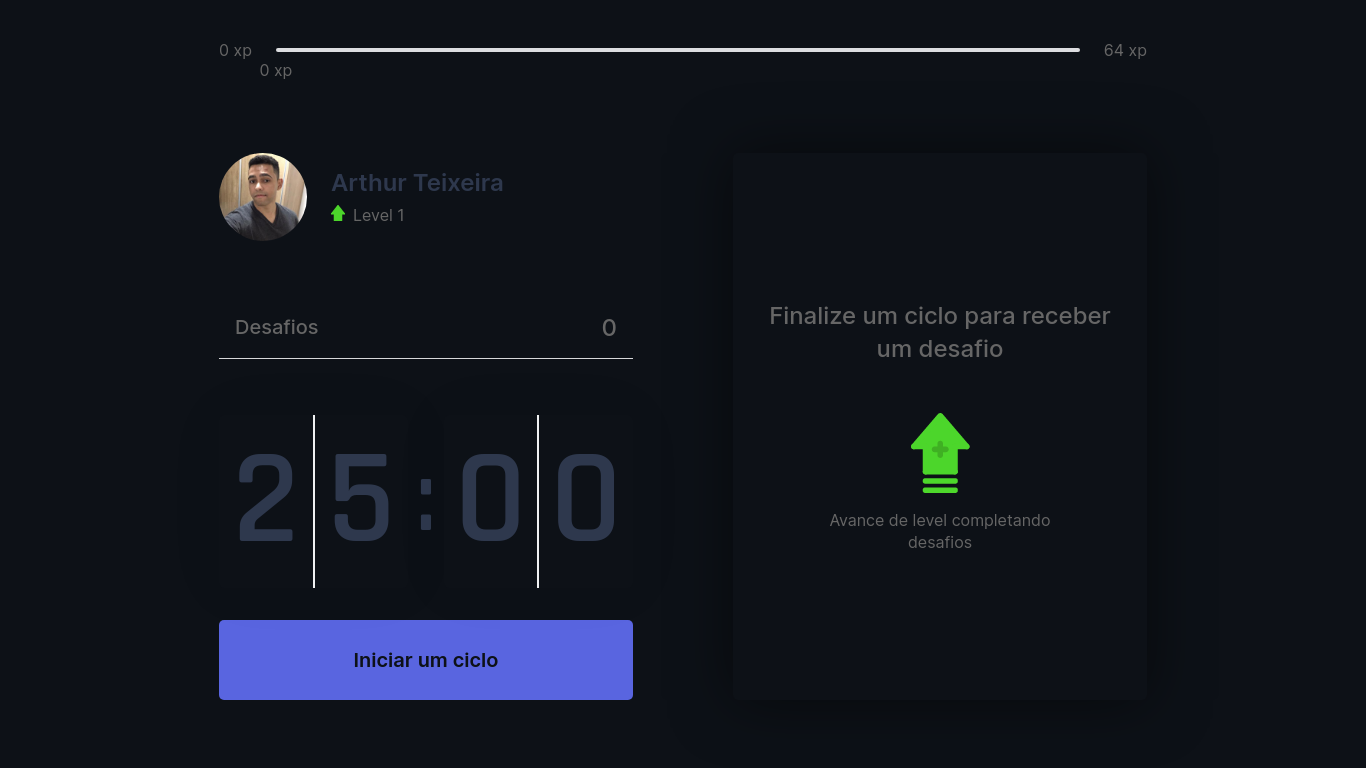 0 xp
64 xp
0 xp
Arthur Teixeira
Level 1
Desafios
0
25:00
Iniciar um ciclo
Finalize um ciclo para receber
um desafio
Avance de level completando
desafios